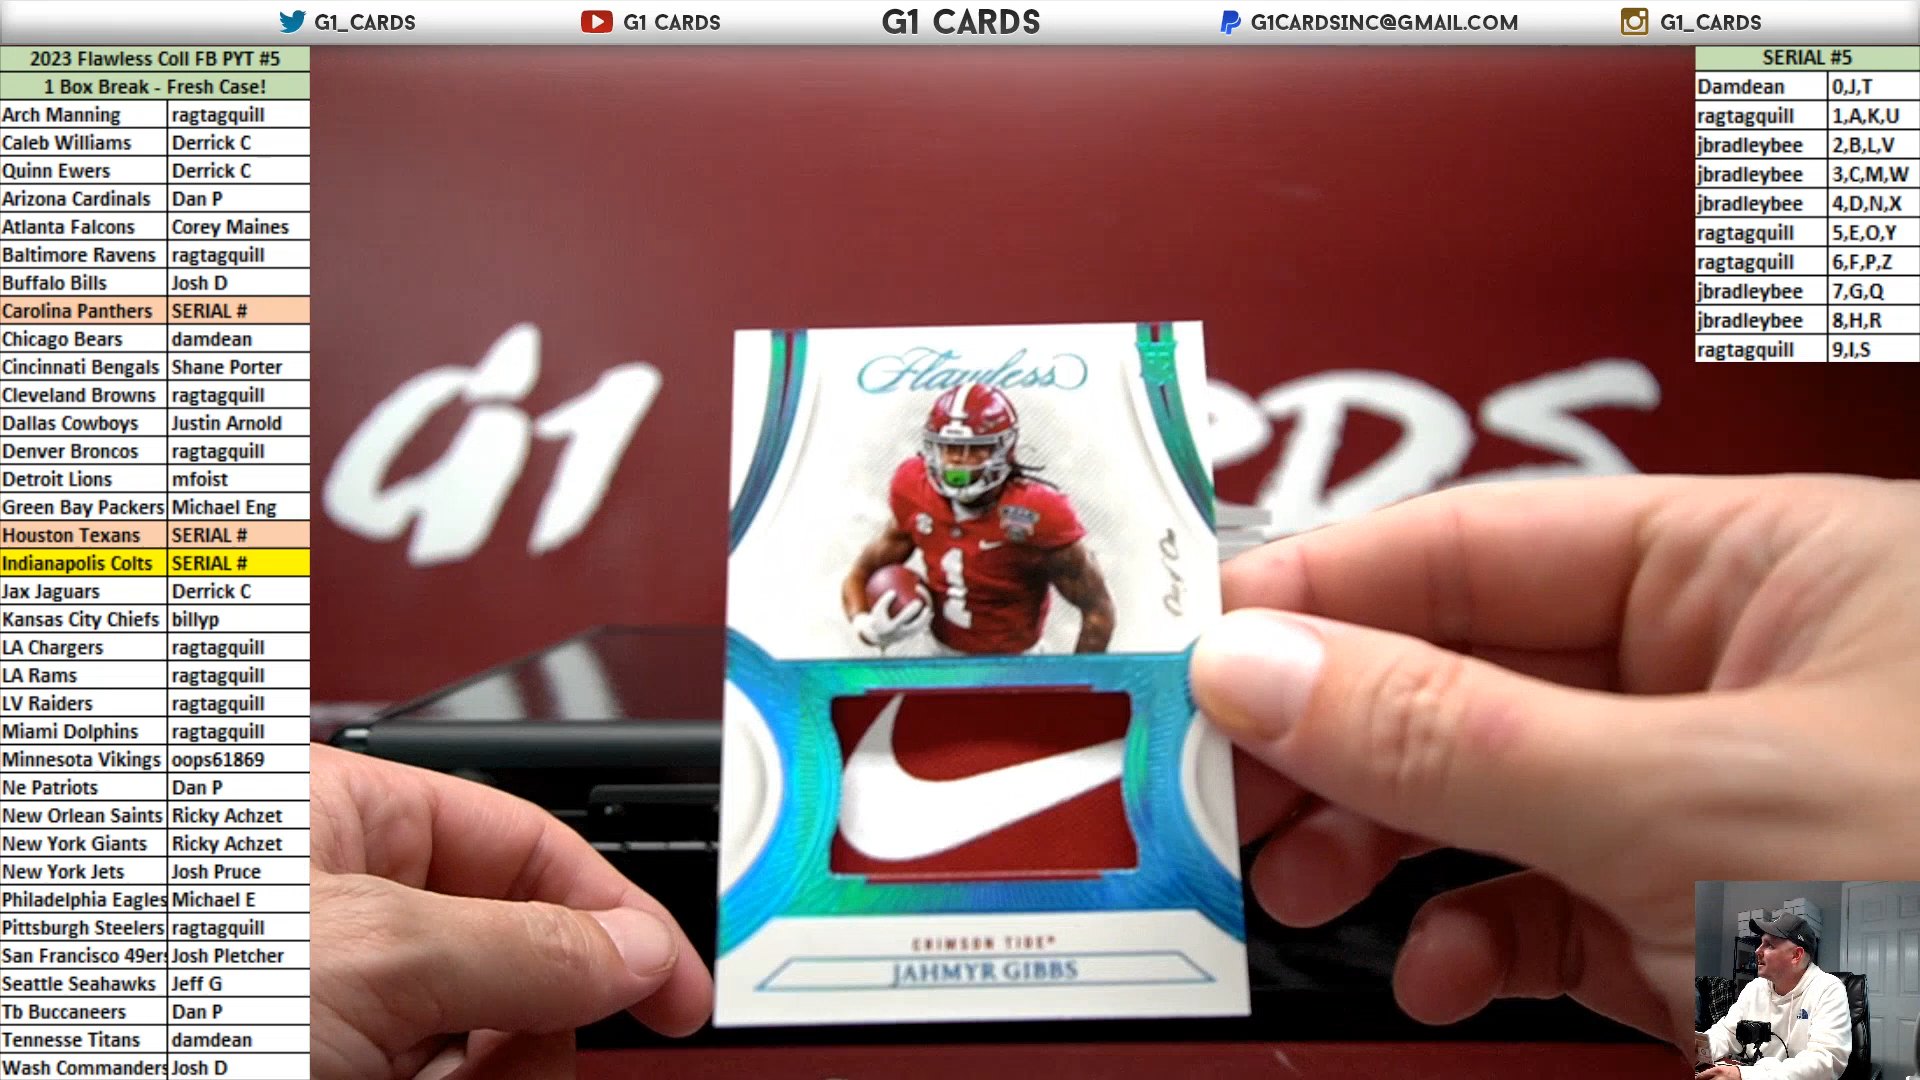 G1_CARDS G1 CARDS G1 CARDS G1CARDSINC@GMAIL.COM G1_CARDS
2023 Flawless Coll FB PYT #5
1 Box Break - Fresh Case!
Arch Manning ragtagquill
Caleb Williams Derrick C
Quinn Ewers Derrick C
Arizona Cardinals Dan P
Atlanta Falcons Corey Maines
Baltimore Ravens ragtagquill
Buffalo Bills Josh D
Carolina Panthers SERIAL #
Chicago Bears damdean
Cincinnati Bengals Shane Porter
Cleveland Browns ragtagquill
Dallas Cowboys Justin Arnold
Denver Broncos ragtagquill
Detroit Lions mfoist
Green Bay Packers Michael Eng
Houston Texans SERIAL #
Indianapolis Colts SERIAL #
Jax Jaguars Derrick C
Kansas City Chiefs billyp
LA Chargers ragtagquill
LA Rams ragtagquill
LV Raiders ragtagquill
Miami Dolphins ragtagquill
Minnesota Vikings oops61869
Ne Patriots Dan P
New Orlean Saints Ricky Achzet
New York Giants Ricky Achzet
New York Jets Josh Pruce
Philadelphia Eagles Michael E
Pittsburgh Steelers ragtagquill
San Francisco 49ers Josh Pletcher
Seattle Seahawks Jeff G
Tb Buccaneers Dan P
Tennesse Titans damdean
Wash Commanders Josh D
SERIAL #5
Damdean 0,J,T
ragtagquill 1,A,K,U
jbradleybee 2,B,L,V
jbradleybee 3,C,M,W
jbradleybee 4,D,N,X
ragtagquill 5,E,O,Y
ragtagquill 6,F,P,Z
jbradleybee 7,G,Q
jbradleybee 8,H,R
ragtagquill 9,I,S
G1 RDS
Flawless
1
One of One
CRIMSON TIDE®
JAHMYR GIBBS